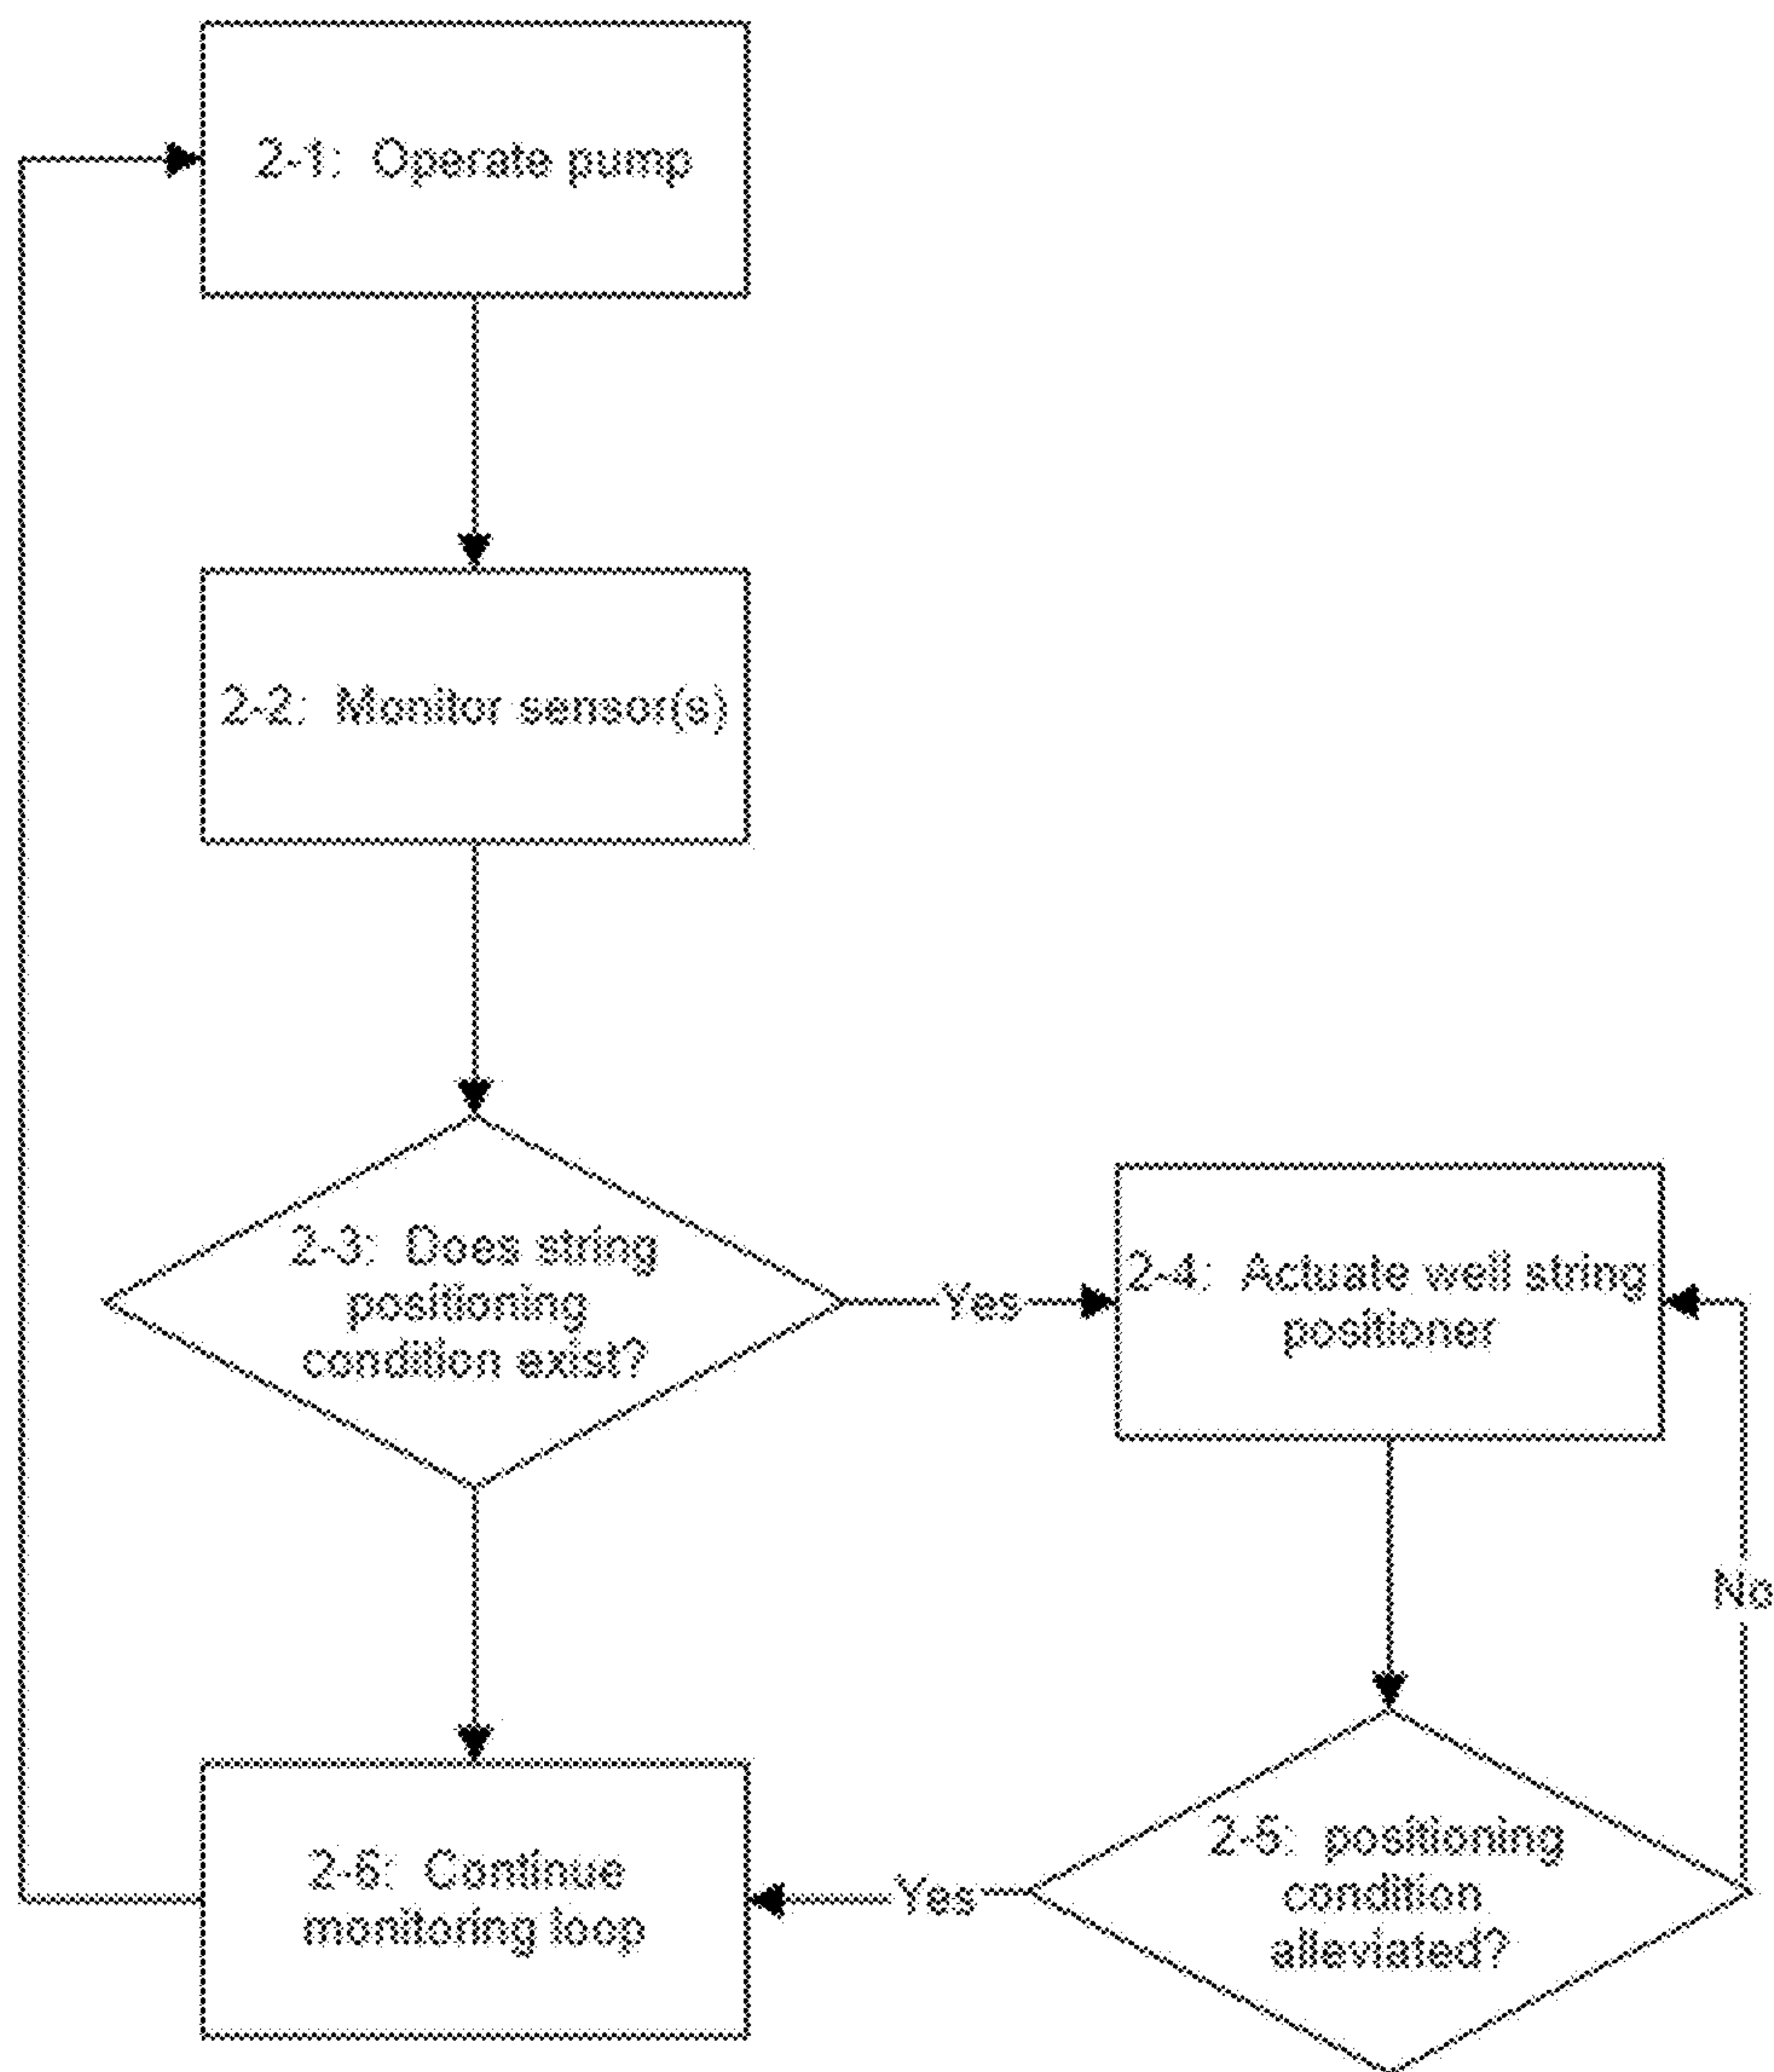 2-1: Operate pump
2-2: Monitor sensor(s)
2-3: Does string
positioning
condition exist?
Yes
2-4: Actuate well string
positioner
No
2-5: positioning
condition
alleviated?
Yes
2-6: Continue
monitoring loop